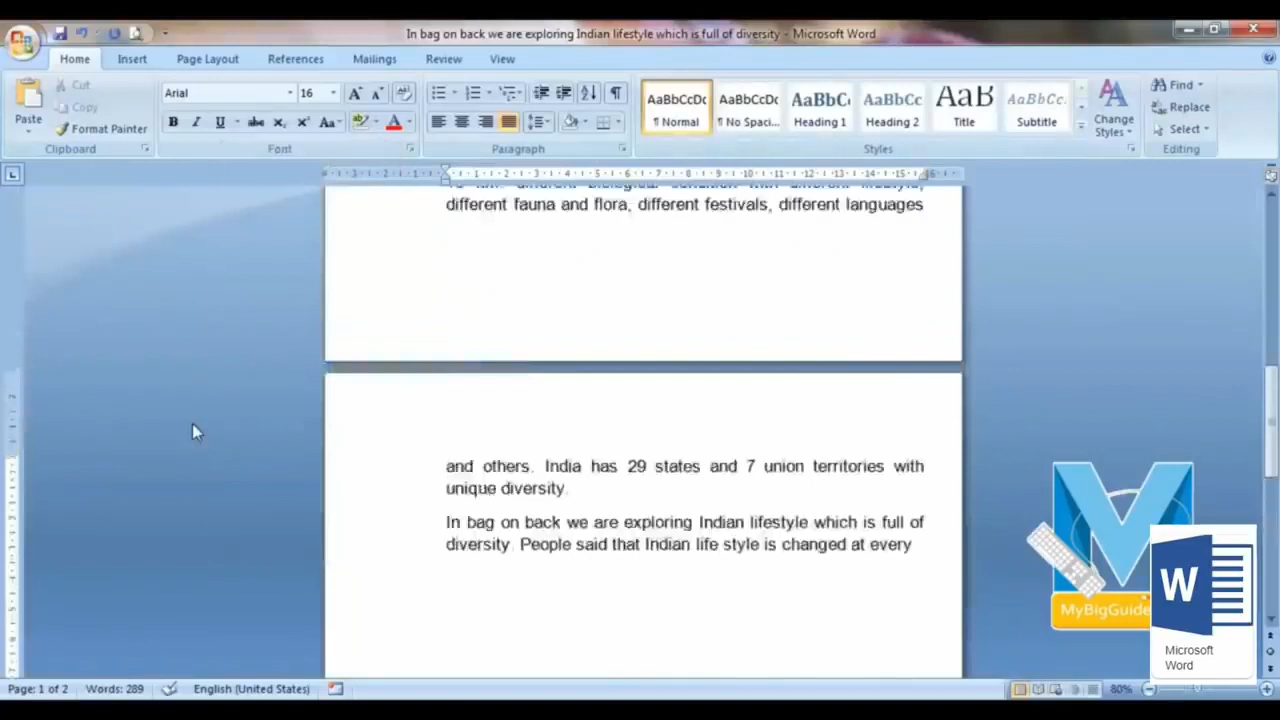 In bag on back we are exploring Indian lifestyle which is full of diversity - Microsoft Word
Home Insert Page Layout References Mailings Review View
Cut
Copy
Paste
Format Painter
Clipboard
Arial 16
Font
Paragraph
AaBbCcDc AaBbCcDc AaBbC AaBbCc AaB AaBbCc.
¶ Normal ¶ No Spaci... Heading 1 Heading 2 Title Subtitle
Change Styles
Styles
Find
Replace
Select
Editing
different fauna and flora, different festivals, different languages
and others. India has 29 states and 7 union territories with
unique diversity.
In bag on back we are exploring Indian lifestyle which is full of
diversity. People said that Indian life style is changed at every
MyBigGuide
W
Microsoft
Word
Page: 1 of 2 Words: 289 English (United States) 80%